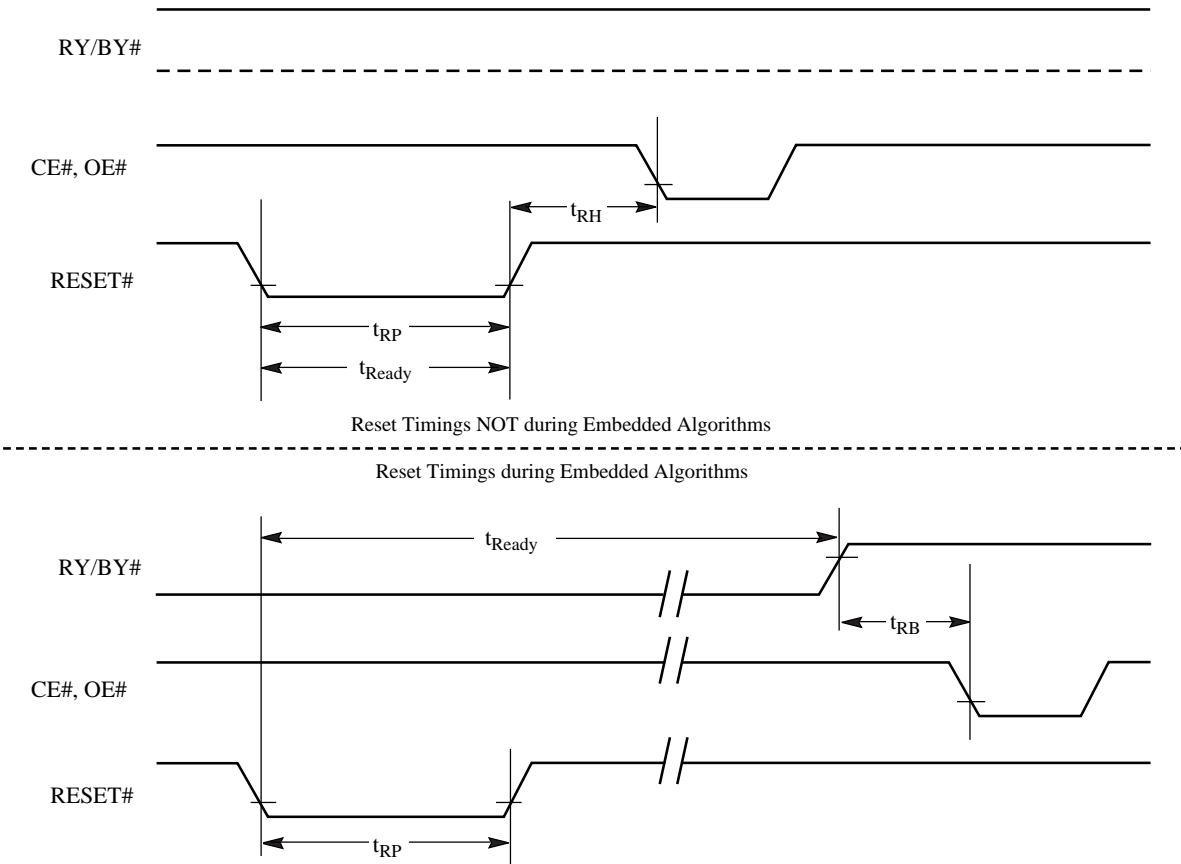 RY/BY#
CE#, OE#
tRH
RESET#
tRP
tReady
Reset Timings NOT during Embedded Algorithms
Reset Timings during Embedded Algorithms
tReady
RY/BY#
tRB
CE#, OE#
RESET#
tRP